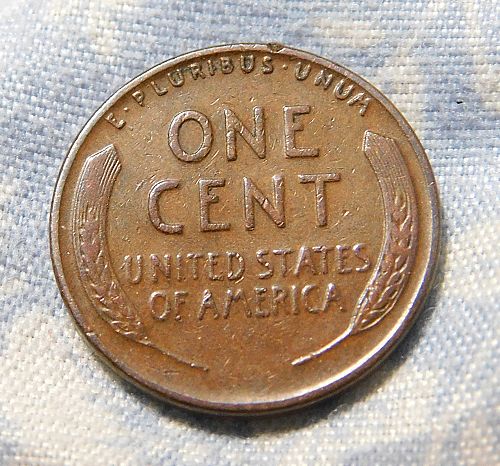 E·PLURIBUS·UNUM
ONE
CENT
UNITED STATES
OF AMERICA